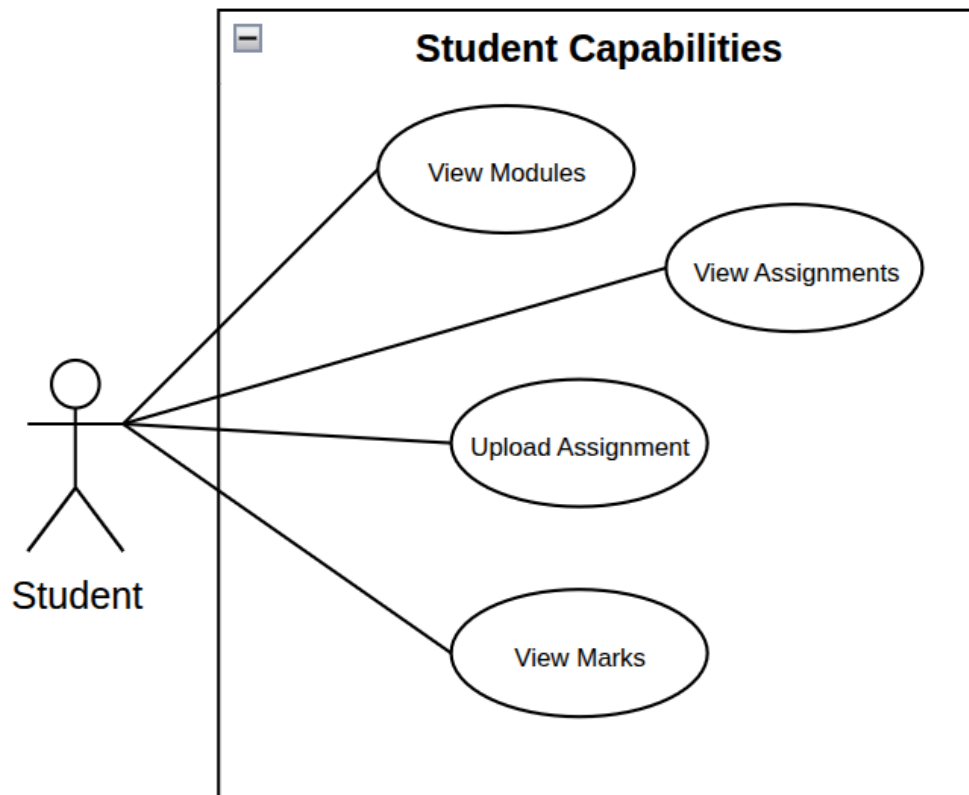 Student Capabilities
View Modules
View Assignments
Upload Assignment
Student
View Marks